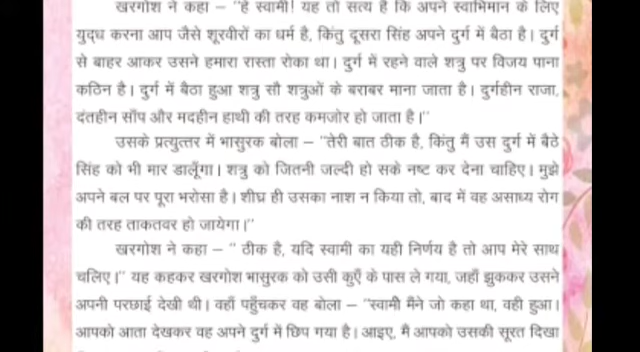 खरगोश ने कहा – "हे स्वामी! यह तो सत्य है कि अपने स्वाभिमान के लिए
युद्ध करना आप जैसे शूरवीरों का धर्म है, किंतु दूसरा सिंह अपने दुर्ग में बैठा है। दुर्ग
से बाहर आकर उसने हमारा रास्ता रोका था। दुर्ग में रहने वाले शत्रु पर विजय पाना
कठिन है। दुर्ग में बैठा हुआ शत्रु सौ शत्रुओं के बराबर माना जाता है। दुर्गहीन राजा,
दंतहीन साँप और मदहीन हाथी की तरह कमजोर हो जाता है।"
उसके प्रत्युत्तर में भासुरक बोला – "तेरी बात ठीक है, किंतु मैं उस दुर्ग में बैठे
सिंह को भी मार डालूँगा। शत्रु को जितनी जल्दी हो सके नष्ट कर देना चाहिए। मुझे
अपने बल पर पूरा भरोसा है। शीघ्र ही उसका नाश न किया तो, बाद में वह असाध्य रोग
की तरह ताकतवर हो जायेगा।"
खरगोश ने कहा – " ठीक है, यदि स्वामी का यही निर्णय है तो आप मेरे साथ
चलिए।" यह कहकर खरगोश भासुरक को उसी कुएँ के पास ले गया, जहाँ झुककर उसने
अपनी परछाई देखी थी। वहाँ पहुँचकर वह बोला – "स्वामी मैंने जो कहा था, वही हुआ।
आपको आता देखकर वह अपने दुर्ग में छिप गया है। आइए, मैं आपको उसकी सूरत दिखा